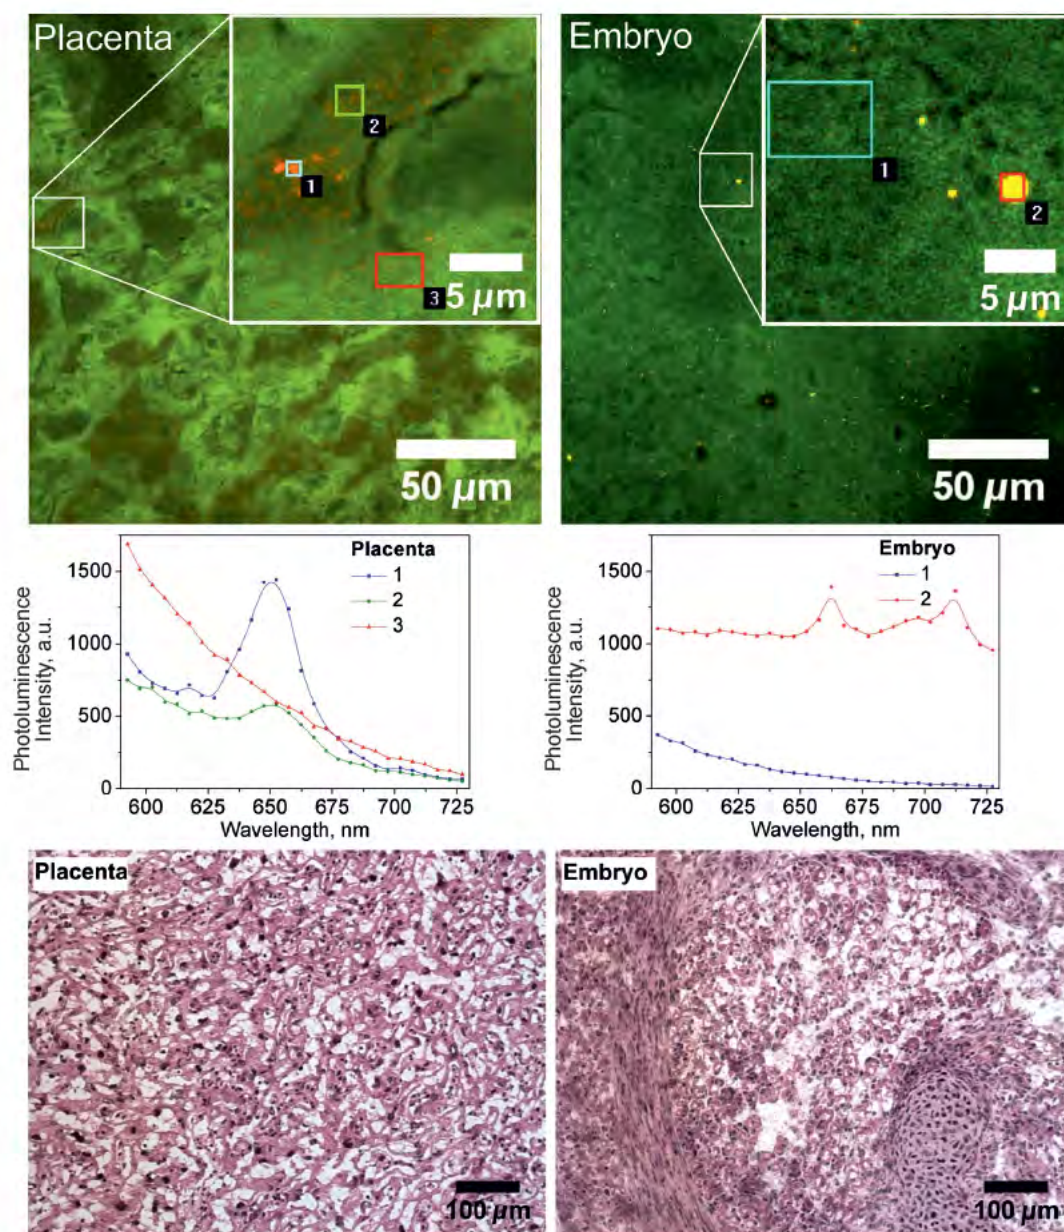 Placenta
2
1
3
5 µm
50 µm
Embryo
1
2
5 µm
50 µm
Photoluminescence
Intensity, a.u.
1500
1000
500
0
Placenta
1
2
3
600
625
650
675
700
725
Wavelength, nm
Photoluminescence
Intensity, a.u.
1500
1000
500
0
Embryo
1
2
600
625
650
675
700
725
Wavelength, nm
Placenta
100 µm
Embryo
100 µm